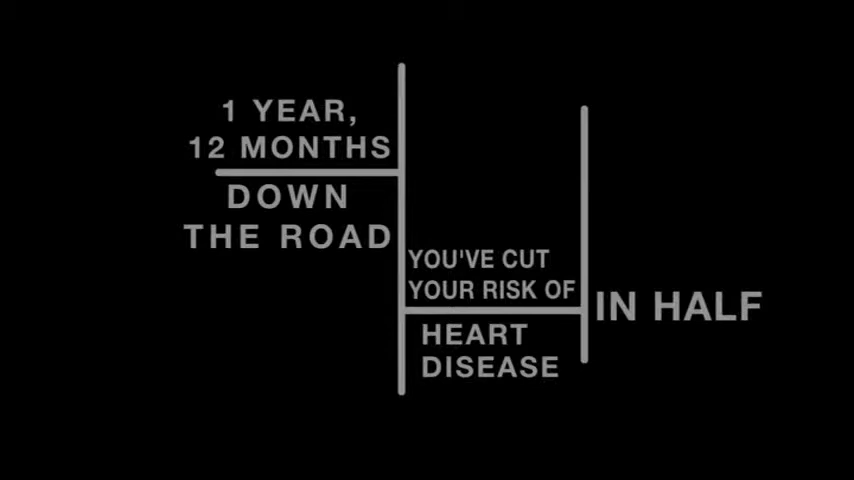 1 YEAR,
12 MONTHS
DOWN
THE ROAD
YOU'VE CUT
YOUR RISK OF
HEART
DISEASE
IN HALF